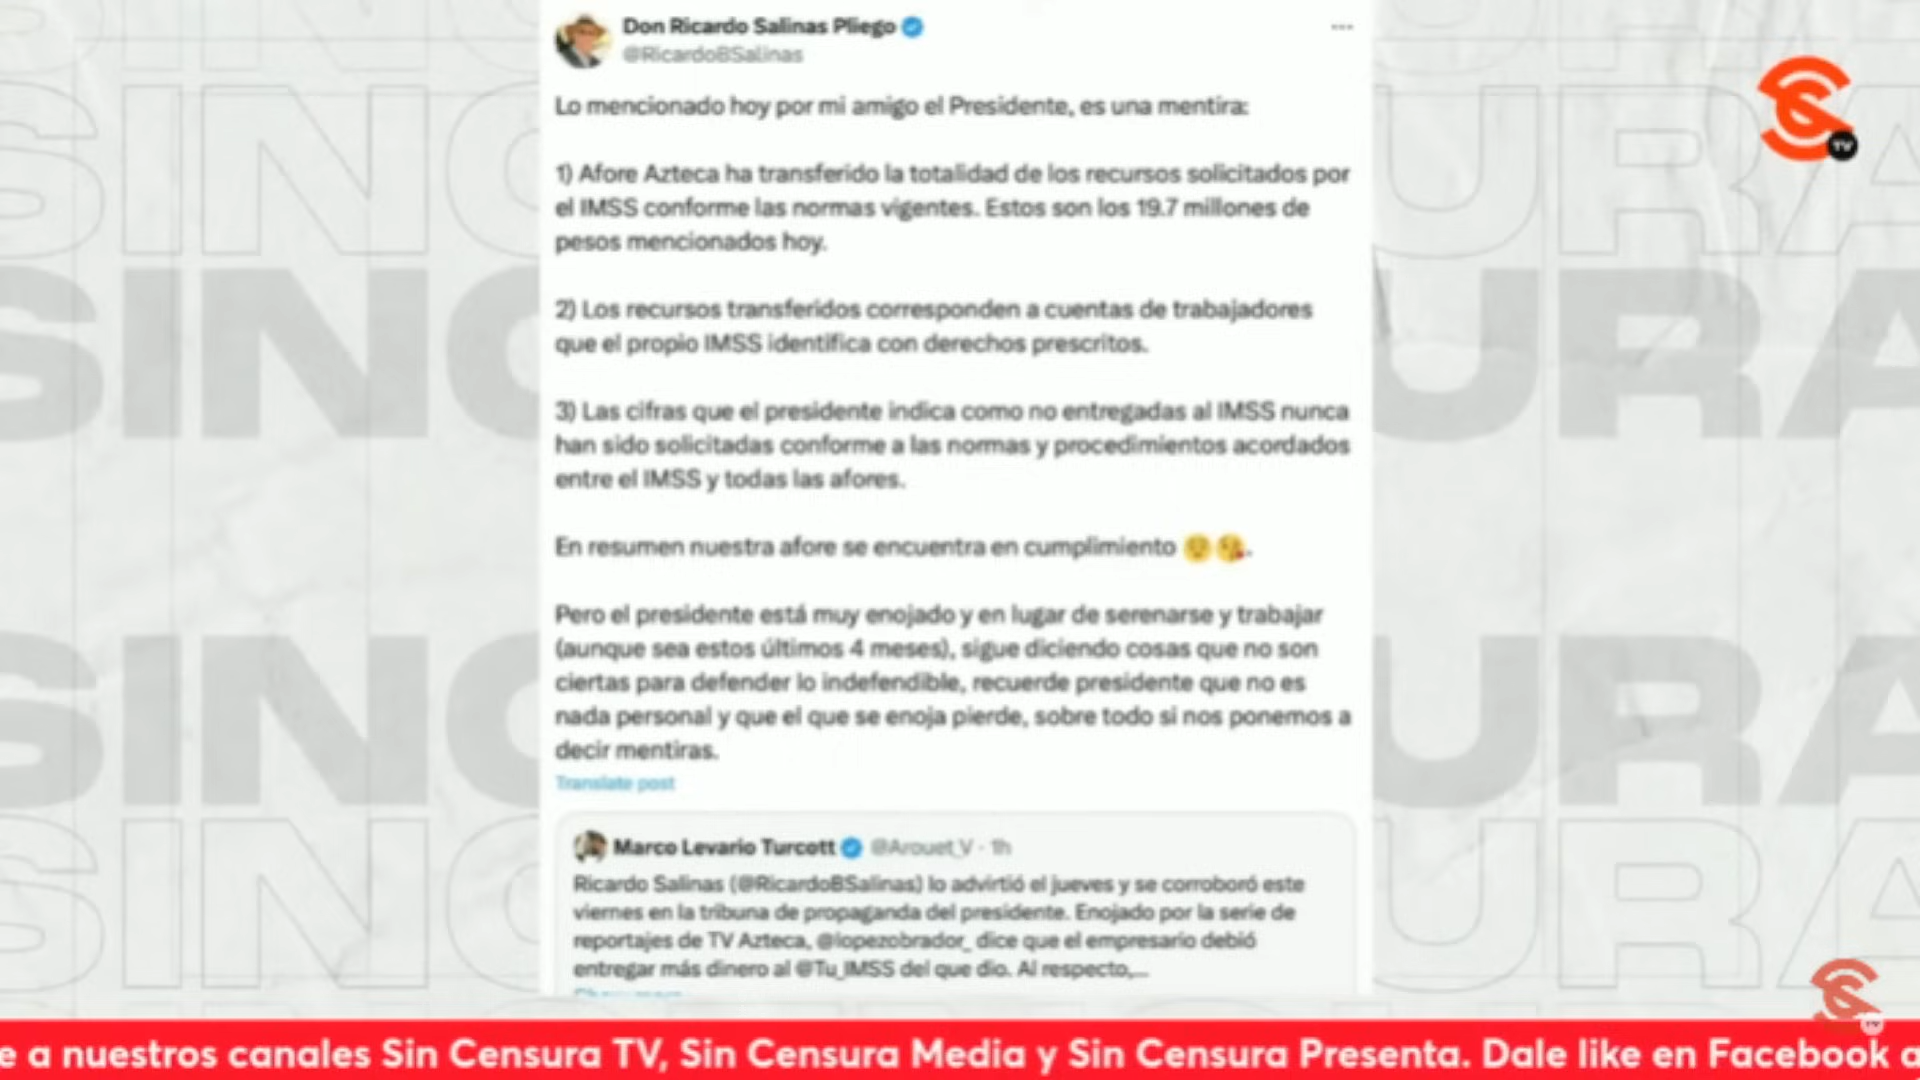 Don Ricardo Salinas Pliego
@RicardoBSalinas
Lo mencionado hoy por mi amigo el Presidente, es una mentira:
1) Afore Azteca ha transferido la totalidad de los recursos solicitados por
el IMSS conforme las normas vigentes. Estos son los 19.7 millones de
pesos mencionados hoy.
2) Los recursos transferidos corresponden a cuentas de trabajadores
que el propio IMSS identifica con derechos prescritos.
3) Las cifras que el presidente indica como no entregadas al IMSS nunca
han sido solicitadas conforme a las normas y procedimientos acordados
entre el IMSS y todas las afores.
En resumen nuestra afore se encuentra en cumplimiento 😌😘.
Pero el presidente está muy enojado y en lugar de serenarse y trabajar
(aunque sea estos últimos 4 meses), sigue diciendo cosas que no son
ciertas para defender lo indefendible, recuerde presidente que no es
nada personal y que el que se enoja pierde, sobre todo si nos ponemos a
decir mentiras.
Translate post
Marco Levario Turcott @Arouet_V · 1h
Ricardo Salinas (@RicardoBSalinas) lo advirtió el jueves y se corroboró este
viernes en la tribuna de propaganda del presidente. Enojado por la serie de
reportajes de TV Azteca, @lopezobrador_ dice que el empresario debió
entregar más dinero al @Tu_IMSS del que dio. Al respecto,...
SIN C URA
SIN C URA
SIN C URA
SIN C URA
TV
TV
e a nuestros canales Sin Censura TV, Sin Censura Media y Sin Censura Presenta. Dale like en Facebook a